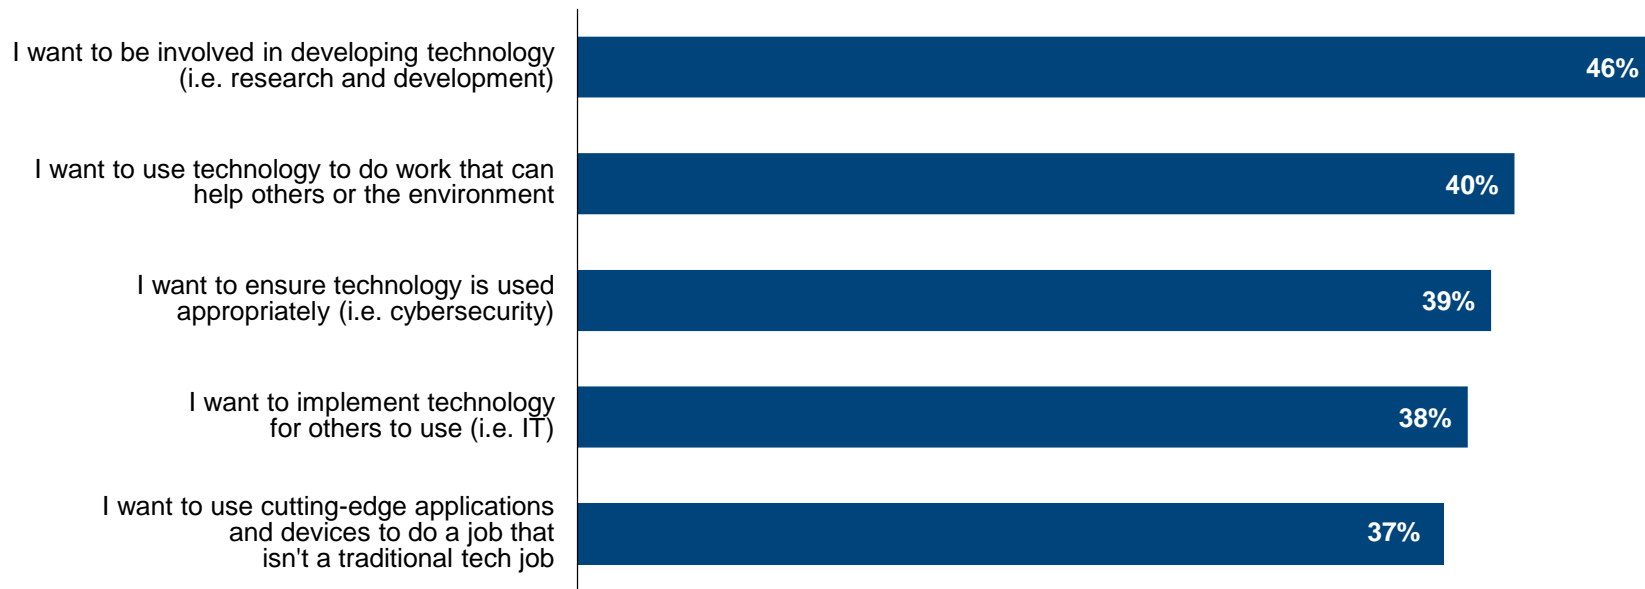 I want to be involved in developing technology
(i.e. research and development)
46%
I want to use technology to do work that can
help others or the environment
40%
I want to ensure technology is used
appropriately (i.e. cybersecurity)
39%
I want to implement technology
for others to use (i.e. IT)
38%
I want to use cutting-edge applications
and devices to do a job that
isn't a traditional tech job
37%